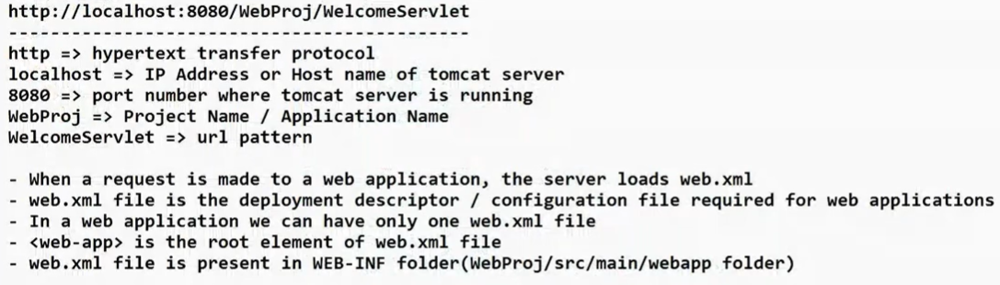 http://localhost:8080/WebProj/WelcomeServlet
--------------------------------------------
http => hypertext transfer protocol
localhost => IP Address or Host name of tomcat server
8080 => port number where tomcat server is running
WebProj => Project Name / Application Name
WelcomeServlet => url pattern
- When a request is made to a web application, the server loads web.xml
- web.xml file is the deployment descriptor / configuration file required for web applications
- In a web application we can have only one web.xml file
- <web-app> is the root element of web.xml file
- web.xml file is present in WEB-INF folder(WebProj/src/main/webapp folder)